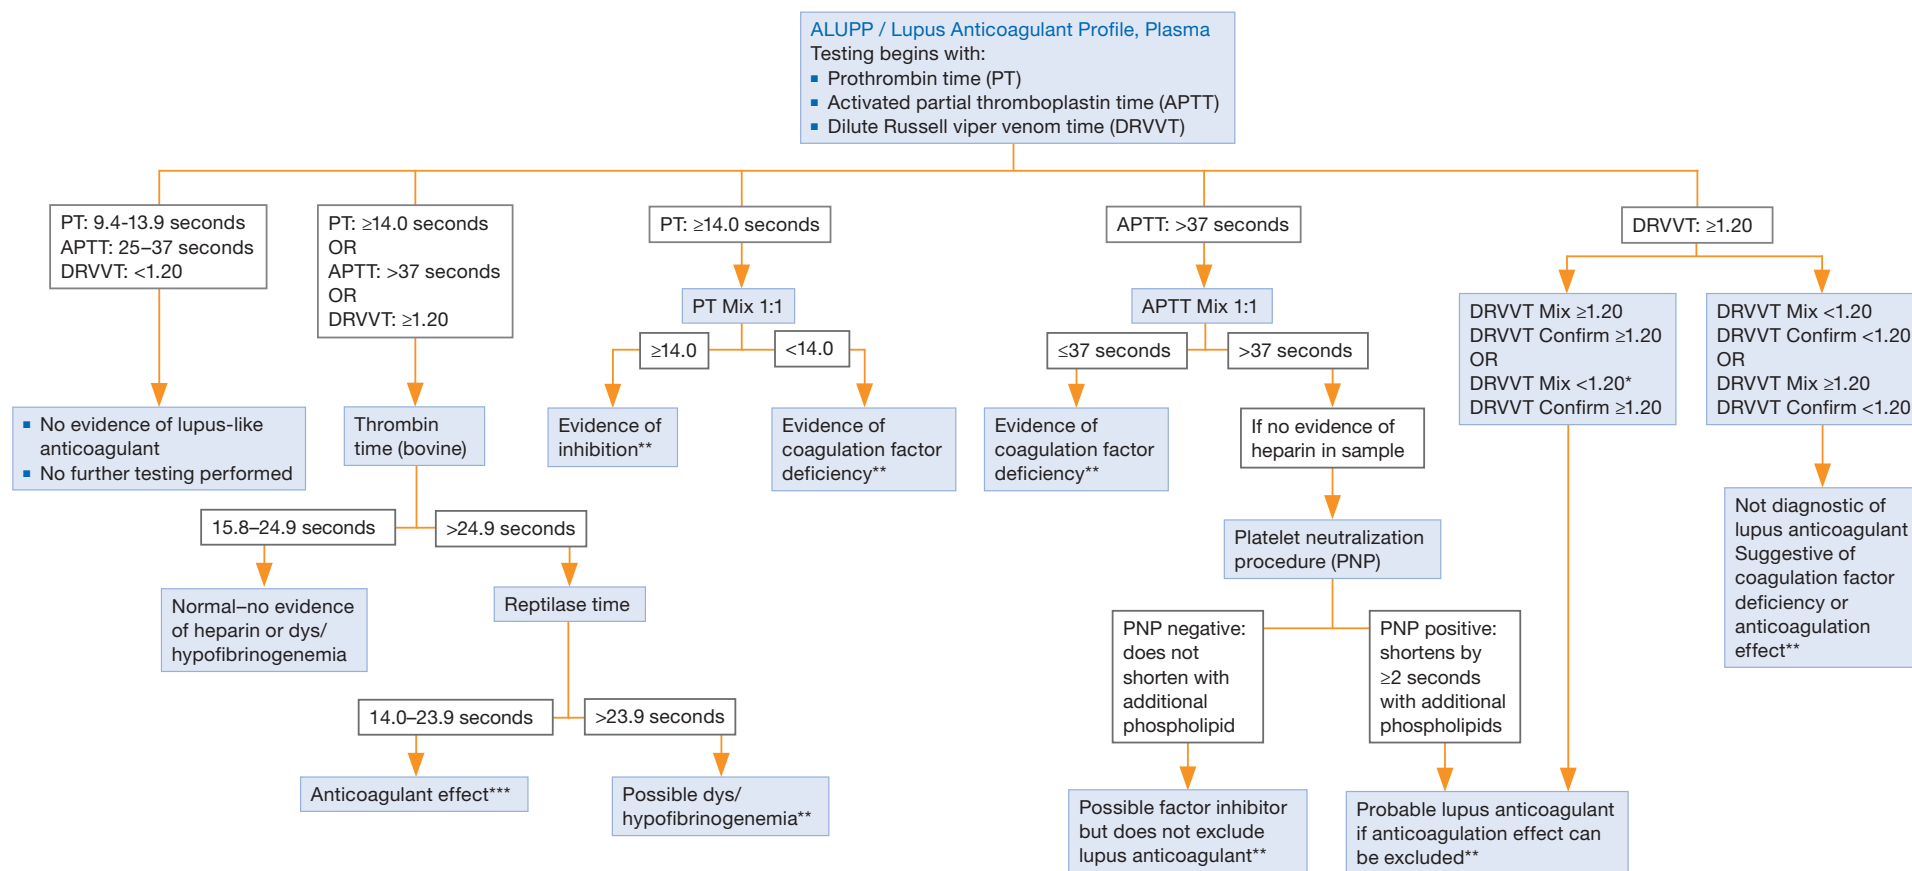 ALUPP / Lupus Anticoagulant Profile, Plasma
Testing begins with:
▪ Prothrombin time (PT)
▪ Activated partial thromboplastin time (APTT)
▪ Dilute Russell viper venom time (DRVVT)
PT: 9.4-13.9 seconds
APTT: 25–37 seconds
DRVVT: <1.20
PT: ≥14.0 seconds
OR
APTT: >37 seconds
OR
DRVVT: ≥1.20
PT: ≥14.0 seconds
APTT: >37 seconds
DRVVT: ≥1.20
PT Mix 1:1
APTT Mix 1:1
DRVVT Mix ≥1.20
DRVVT Confirm ≥1.20
OR
DRVVT Mix <1.20*
DRVVT Confirm ≥1.20
DRVVT Mix <1.20
DRVVT Confirm <1.20
OR
DRVVT Mix ≥1.20
DRVVT Confirm <1.20
≥14.0
<14.0
≤37 seconds
>37 seconds
▪ No evidence of lupus-like
anticoagulant
▪ No further testing performed
Thrombin
time (bovine)
Evidence of
inhibition**
Evidence of
coagulation factor
deficiency**
Evidence of
coagulation factor
deficiency**
If no evidence of
heparin in sample
15.8–24.9 seconds
>24.9 seconds
Platelet neutralization
procedure (PNP)
Not diagnostic of
lupus anticoagulant
Suggestive of
coagulation factor
deficiency or
anticoagulation
effect**
Normal–no evidence
of heparin or dys/
hypofibrinogenemia
Reptilase time
PNP negative:
does not
shorten with
additional
phospholipid
PNP positive:
shortens by
≥2 seconds
with additional
phospholipids
14.0–23.9 seconds
>23.9 seconds
Anticoagulant effect***
Possible dys/
hypofibrinogenemia**
Possible factor inhibitor
but does not exclude
lupus anticoagulant**
Probable lupus anticoagulant
if anticoagulation effect can
be excluded**